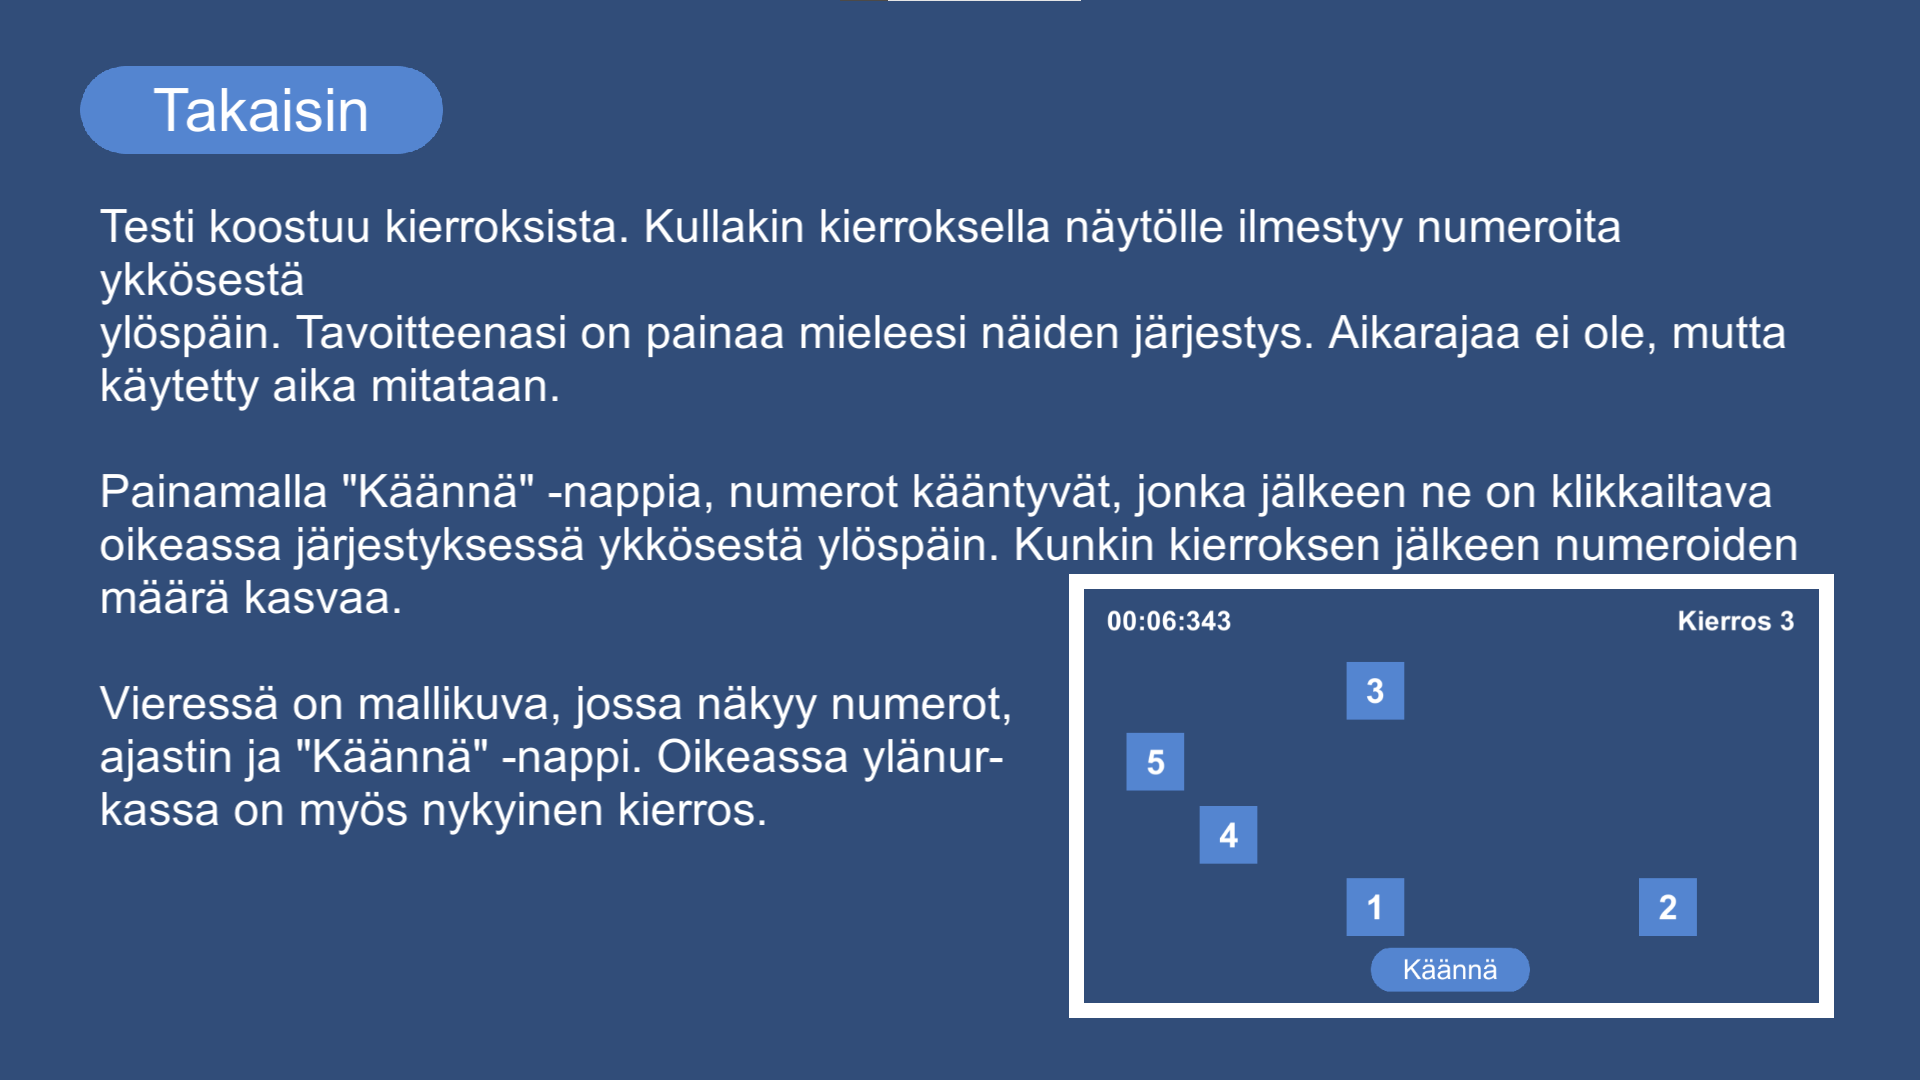 Takaisin
Testi koostuu kierroksista. Kullakin kierroksella näytölle ilmestyy numeroita
ykkösestä
ylöspäin. Tavoitteenasi on painaa mieleesi näiden järjestys. Aikarajaa ei ole, mutta
käytetty aika mitataan.
Painamalla "Käännä" -nappia, numerot kääntyvät, jonka jälkeen ne on klikkailtava
oikeassa järjestyksessä ykkösestä ylöspäin. Kunkin kierroksen jälkeen numeroiden
määrä kasvaa.
Vieressä on mallikuva, jossa näkyy numerot,
ajastin ja "Käännä" -nappi. Oikeassa ylänur-
kassa on myös nykyinen kierros.
00:06:343
Kierros 3
3
5
4
1
2
Käännä